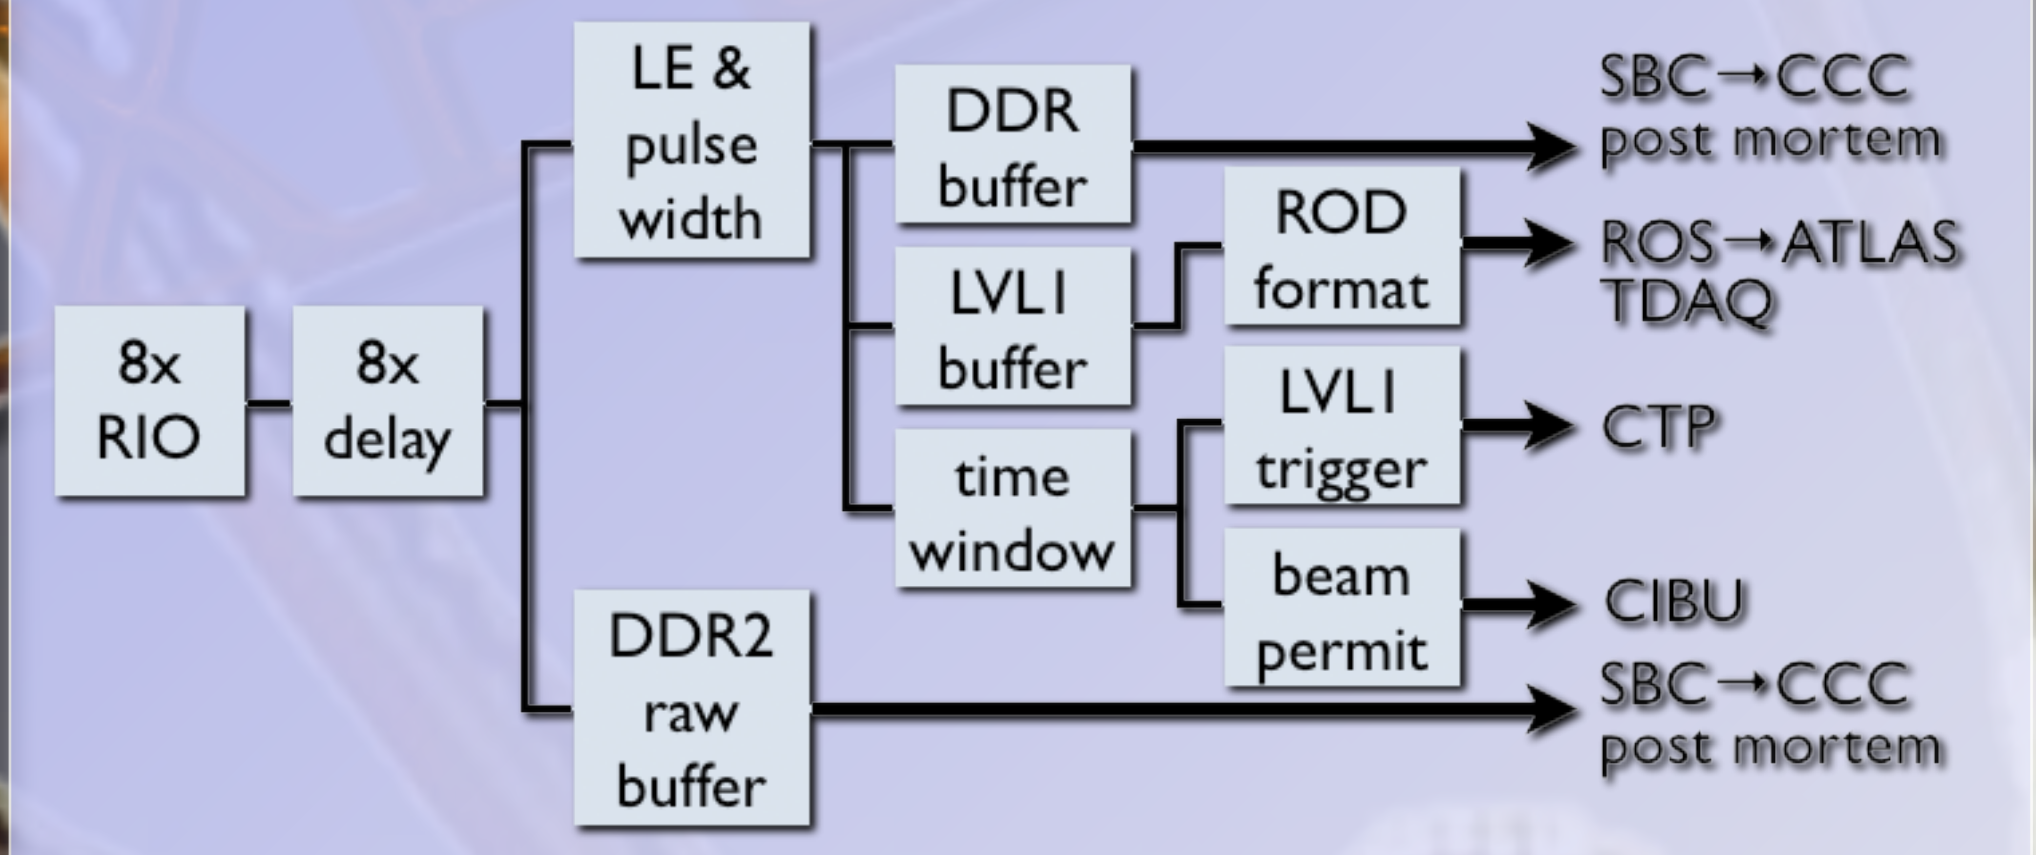 8x
RIO
8x
delay
LE &
pulse
width
DDR2
raw
buffer
DDR
buffer
LVL1
buffer
time
window
ROD
format
LVL1
trigger
beam
permit
SBC→CCC
post mortem
ROS→ATLAS
TDAQ
CTP
CIBU
SBC→CCC
post mortem